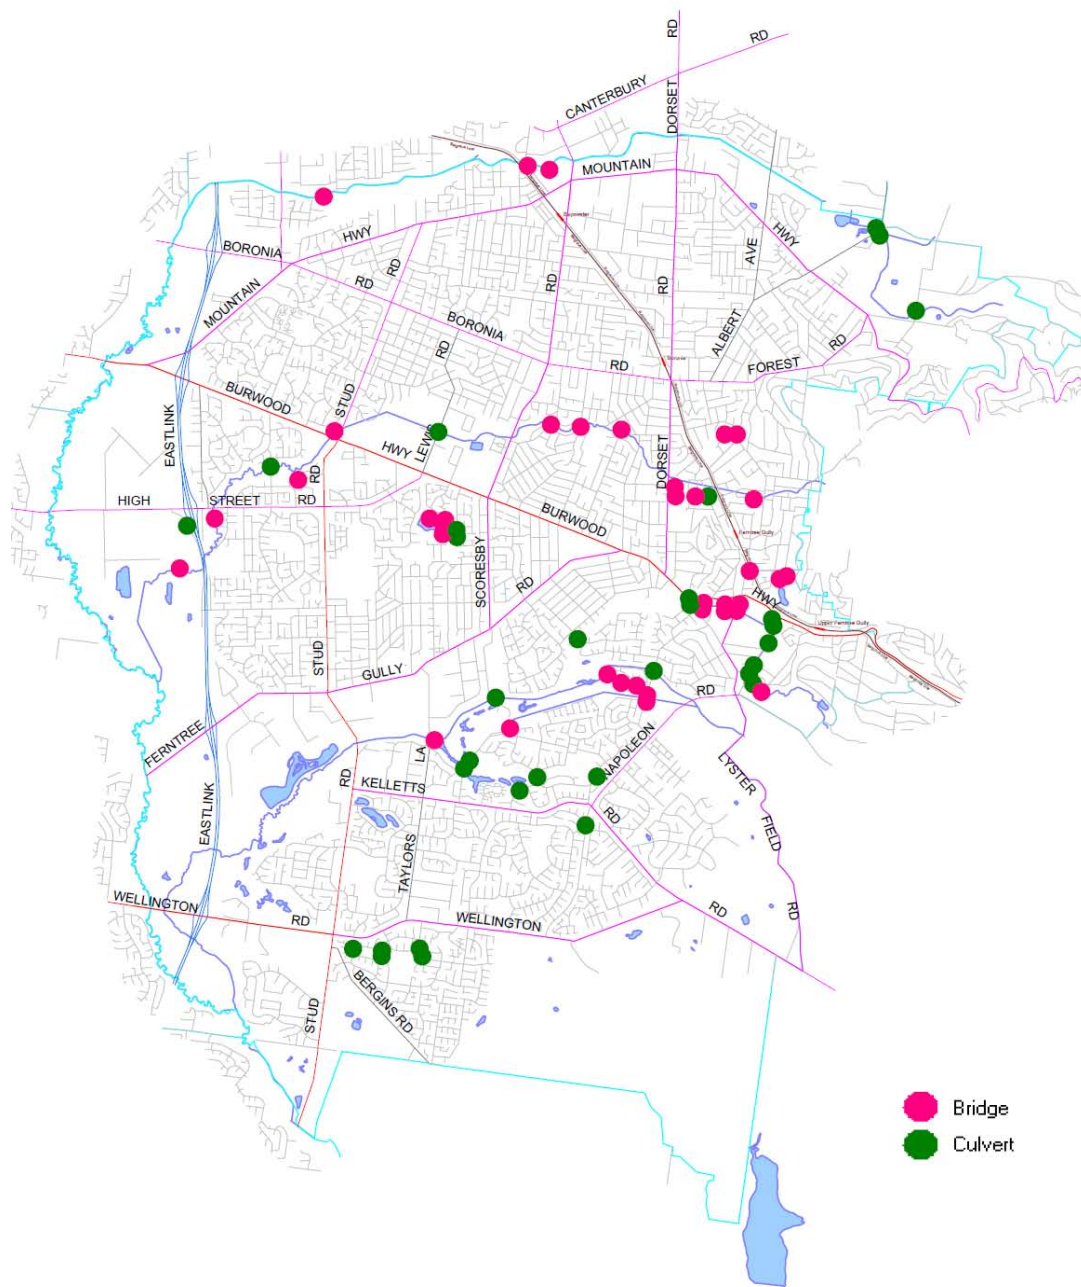 RD
RD
CANTERBURY
DORSET
MOUNTAIN
HWY
BORONIA
HWY
RD
AVE
MOUNTAIN
RD
RD
RD
BORONIA
RD
ALBERT
RD
RD
FOREST
BURWOOD
STUD
EASTLINK
LEWIS
HWY
RD
DORSET
HIGH
STREET
RD
BURWOOD
SCORESBY
RD
HWY
Upper Ferntree Gully
STUD
GULLY
RD
FERNTREE
NAPOLEON
LA
LYSTER
RD
KELLETTS
EASTLINK
RD
FIELD
TAYLORS
WELLINGTON
RD
WELLINGTON
RD
RD
BERGINS RD
STUD
Bridge
Culvert